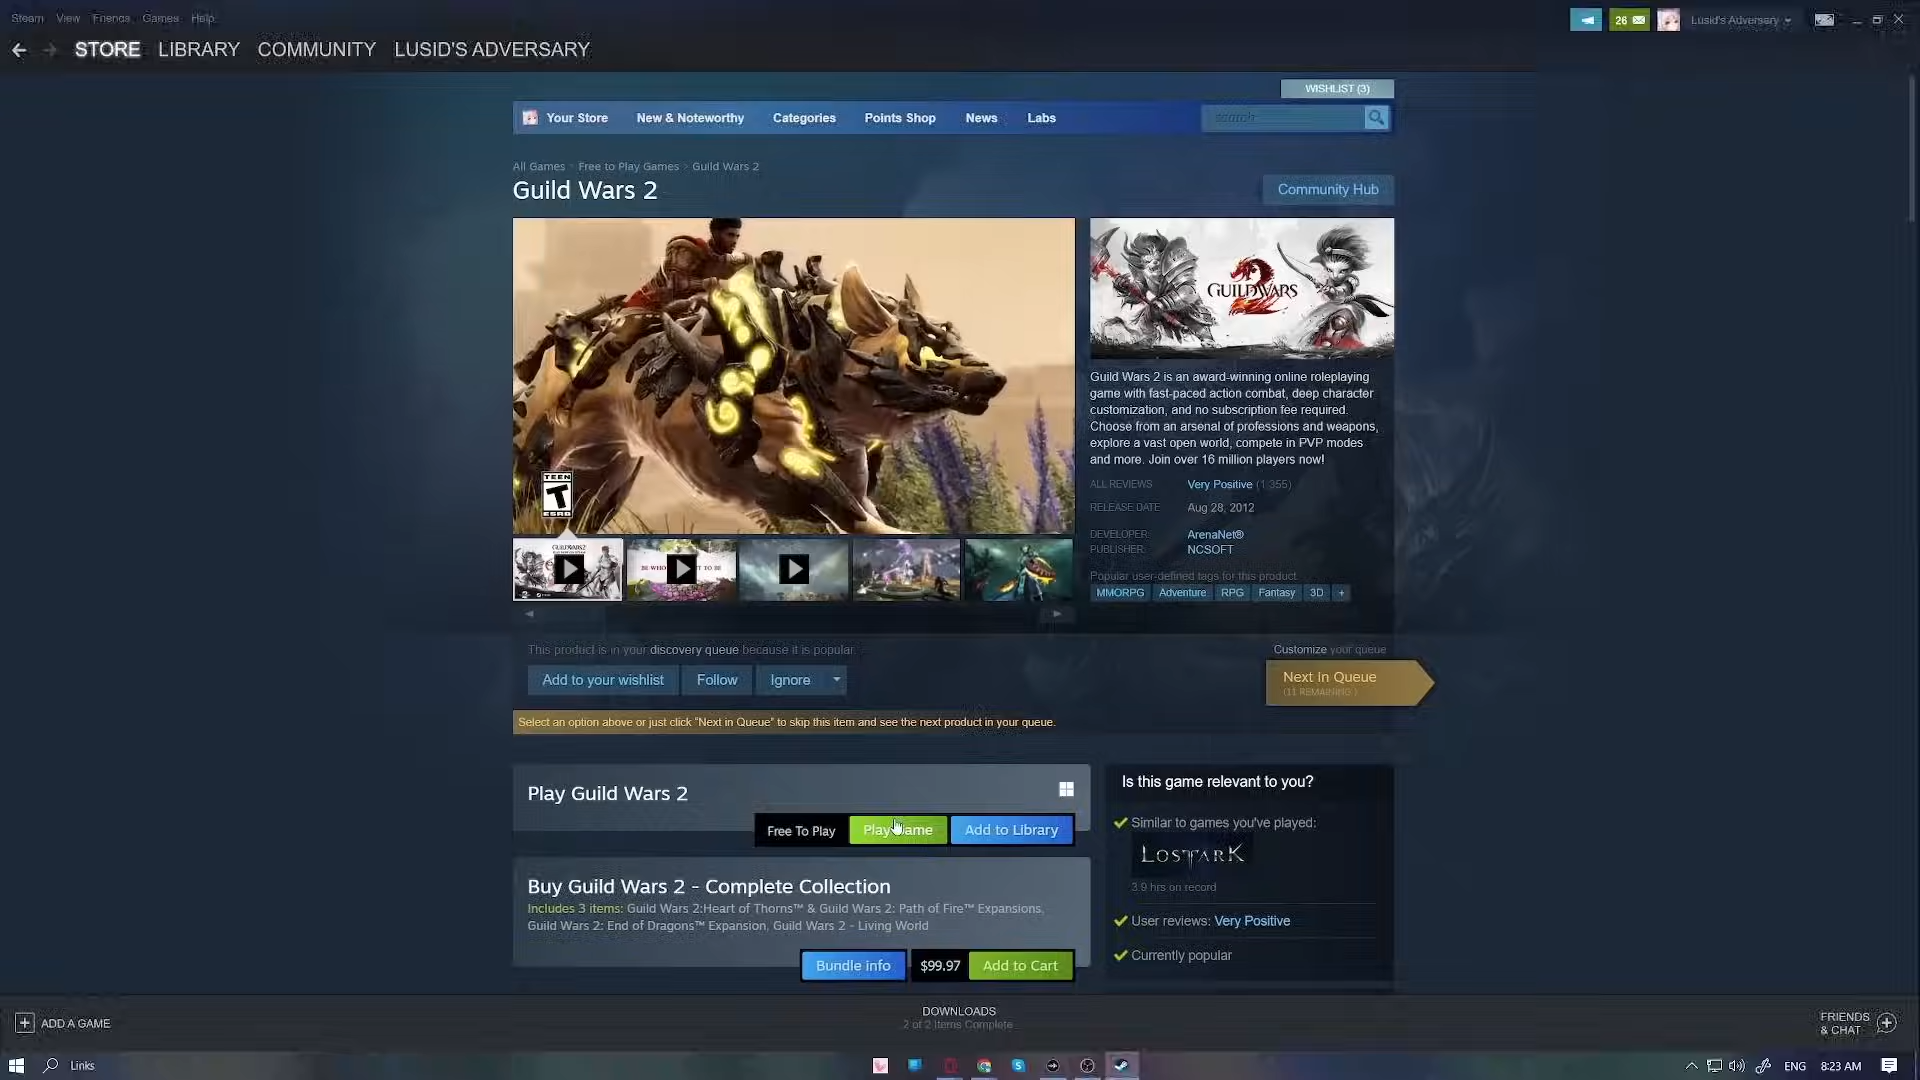 Steam View Friends Games Help
26
Lusid's Adversary
STORE LIBRARY COMMUNITY LUSID'S ADVERSARY
WISHLIST (3)
Your Store New & Noteworthy Categories Points Shop News Labs
search
All Games > Free to Play Games > Guild Wars 2
Guild Wars 2
Community Hub
GUILD WARS 2
TEEN
T
ESRB
Guild Wars 2 is an award-winning online roleplaying
game with fast-paced action combat, deep character
customization, and no subscription fee required.
Choose from an arsenal of professions and weapons,
explore a vast open world, compete in PVP modes
and more. Join over 16 million players now!
ALL REVIEWS Very Positive (1,355)
RELEASE DATE Aug 28, 2012
DEVELOPER: ArenaNet®
PUBLISHER: NCSOFT
Popular user-defined tags for this product:
MMORPG Adventure RPG Fantasy 3D +
GUILDWARS2
This product is in your discovery queue because it is popular.
Customize your queue
Add to your wishlist Follow Ignore
Next In Queue
(11 REMAINING )
Select an option above or just click "Next in Queue" to skip this item and see the next product in your queue.
Play Guild Wars 2
Free To Play Play Game Add to Library
Buy Guild Wars 2 - Complete Collection
Includes 3 items: Guild Wars 2:Heart of Thorns™ & Guild Wars 2: Path of Fire™ Expansions,
Guild Wars 2: End of Dragons™ Expansion, Guild Wars 2 - Living World
Bundle info $99.97 Add to Cart
Is this game relevant to you?
Similar to games you've played:
LOST ARK
3.9 hrs on record
User reviews: Very Positive
Currently popular
ADD A GAME
DOWNLOADS
2 of 2 Items Complete
FRIENDS
& CHAT
Links
ENG 8:23 AM